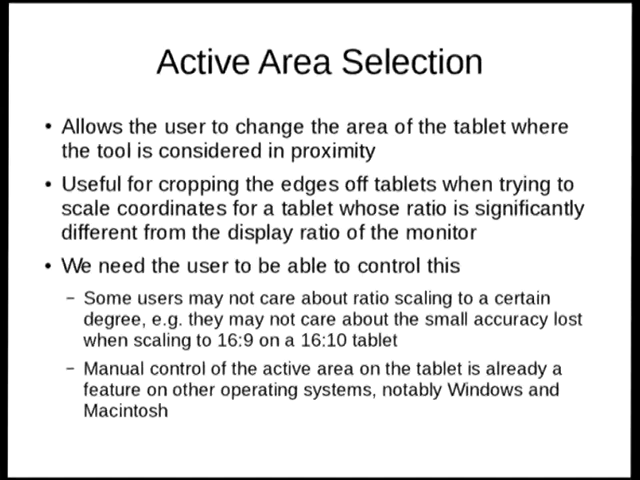 Active Area Selection
• Allows the user to change the area of the tablet where
the tool is considered in proximity
• Useful for cropping the edges off tablets when trying to
scale coordinates for a tablet whose ratio is significantly
different from the display ratio of the monitor
• We need the user to be able to control this
– Some users may not care about ratio scaling to a certain
degree, e.g. they may not care about the small accuracy lost
when scaling to 16:9 on a 16:10 tablet
– Manual control of the active area on the tablet is already a
feature on other operating systems, notably Windows and
Macintosh